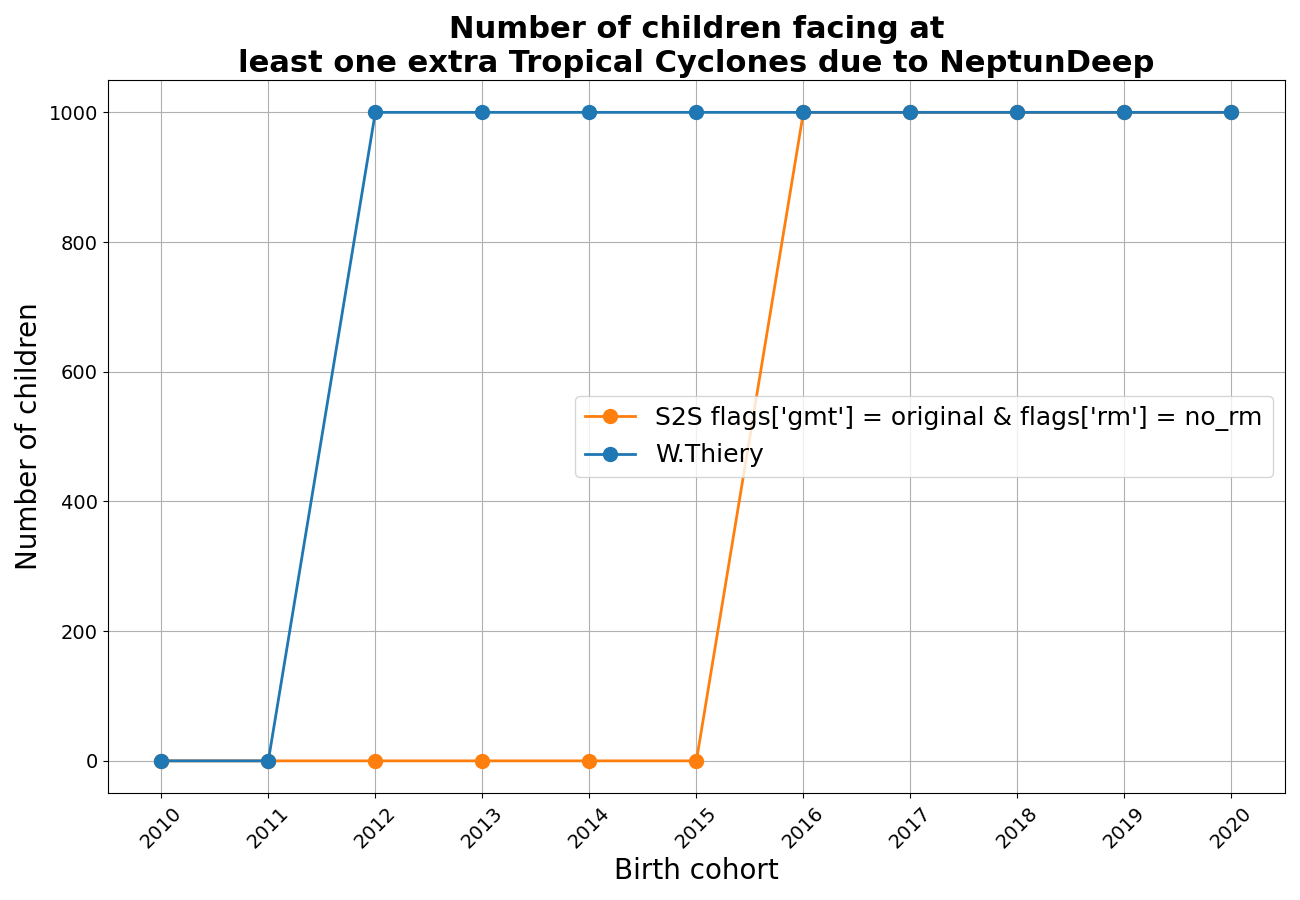 Number of children facing at
least one extra Tropical Cyclones due to NeptunDeep
Number of children
1000
800
600
400
200
0
S2S flags['gmt'] = original & flags['rm'] = no_rm
W.Thiery
2010
2011
2012
2013
2014
2015
2016
2017
2018
2019
2020
Birth cohort